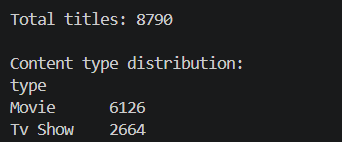 Total titles: 8790
Content type distribution:
type
Movie 6126
Tv Show 2664